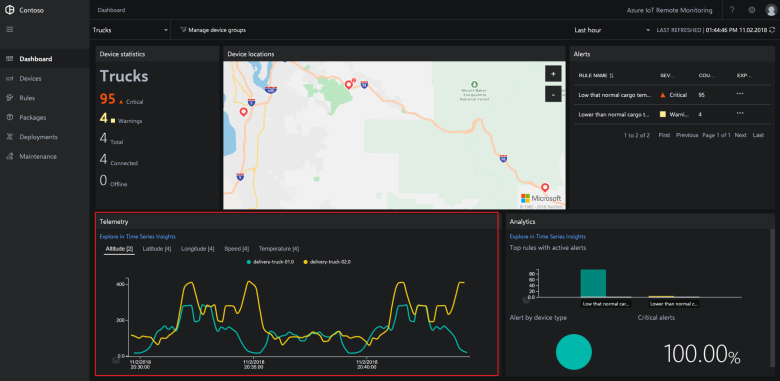 Contoso
Dashboard
Azure IoT Remote Monitoring
?
Trucks
Manage device groups
Last hour
LAST REFRESHED | 01:44:46 PM 11.02.2018
Dashboard
Devices
Rules
Packages
Deployments
Maintenance
Device statistics
Trucks
95 Critical
4 Warnings
4 Total
4 Connected
0 Offline
Device locations
+
-
Microsoft
Alerts
RULE NAME SEV... COU... EXP...
Low that normal cargo tem... Critical 95 ...
Lower than normal cargo t... Warni... 4 ...
1 to 2 of 2 First Previous Page 1 of 1 Next Last
Telemetry
Explore in Time Series Insights
Altitude [2] Latitude [4] Longitude [4] Speed [4] Temperature [4]
delivery-truck-01.0 delivery-truck-02.0
400
200
0.0
11/2/2018 11/2/2018 11/2/2018
20:30:00 20:35:00 20:40:00
Analytics
Explore in Time Series Insights
Top rules with active alerts
80
60
40
20
0.0
Low that normal car... Lower than normal c...
Alert by device type
Critical alerts
100.00%